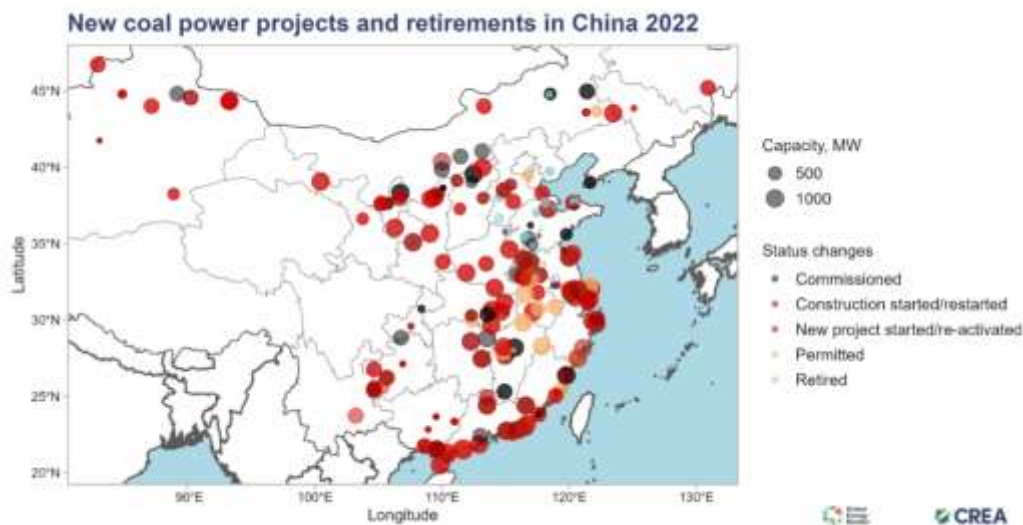 New coal power projects and retirements in China 2022
45°N
40°N
35°N
30°N
25°N
20°N
Latitude
90°E
100°E
110°E
120°E
130°E
Longitude
Capacity, MW
500
1000
Status changes
Commissioned
Construction started/restarted
New project started/re-activated
Permitted
Retired
CREA